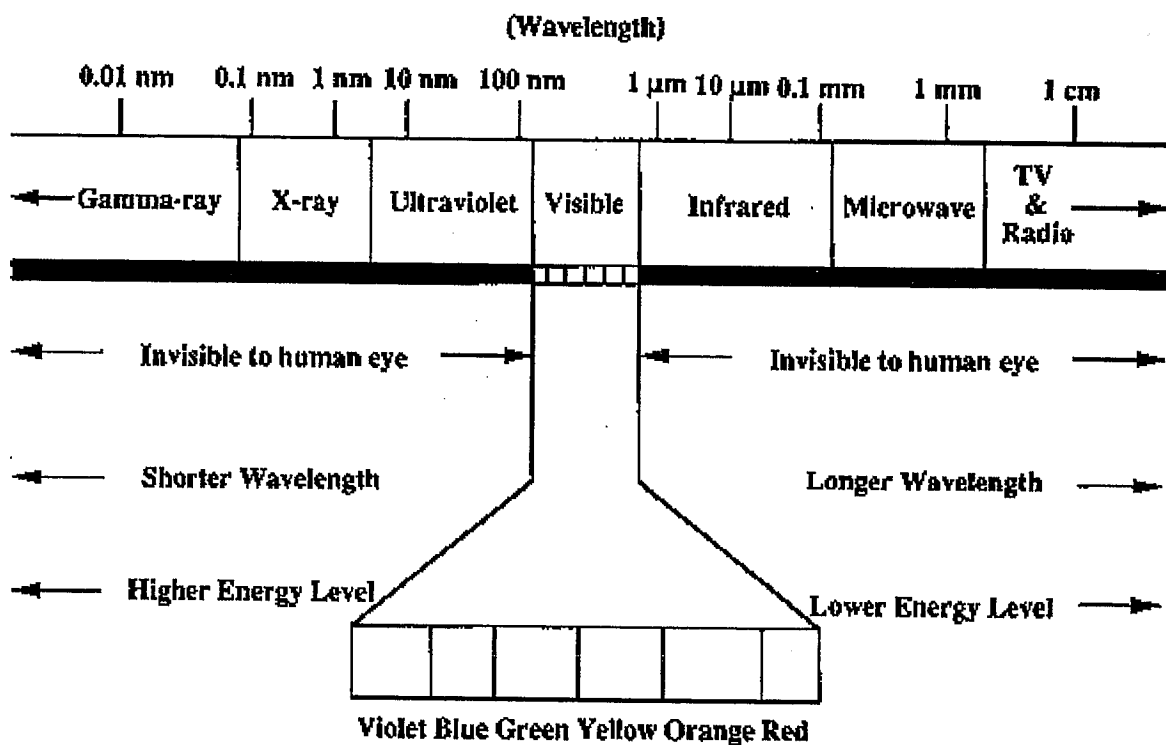 (Wavelength)
0.01 nm 0.1 nm 1 nm 10 nm 100 nm 1 μm 10 μm 0.1 mm 1 mm 1 cm
Gamma-ray X-ray Ultraviolet Visible Infrared Microwave TV
&
Radio
Invisible to human eye Invisible to human eye
Shorter Wavelength Longer Wavelength
Higher Energy Level Lower Energy Level
Violet Blue Green Yellow Orange Red